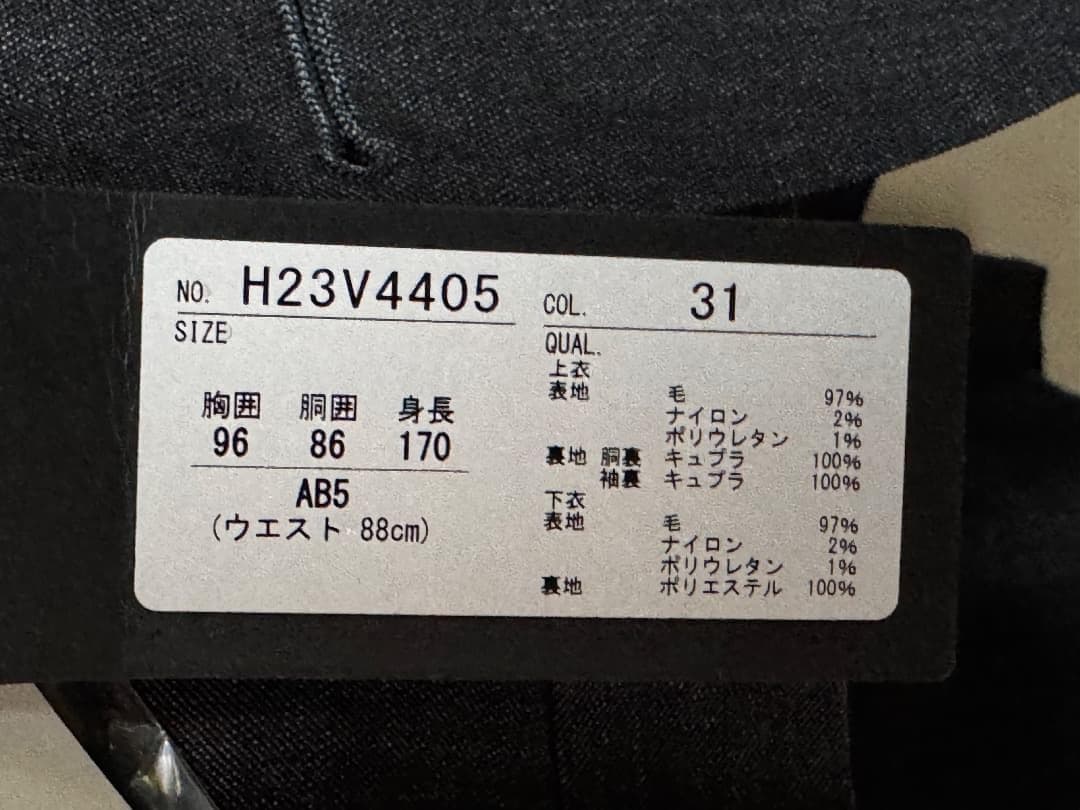 NO. H23V4405
SIZE
胸囲 胴囲 身長
96 86 170
AB5
(ウエスト 88cm)
COL. 31
QUAL.
上衣
表地 毛 97%
ナイロン 2%
ポリウレタン 1%
裏地 胴裏 キュプラ 100%
袖裏 キュプラ 100%
下衣
表地 毛 97%
ナイロン 2%
ポリウレタン 1%
裏地 ポリエステル 100%